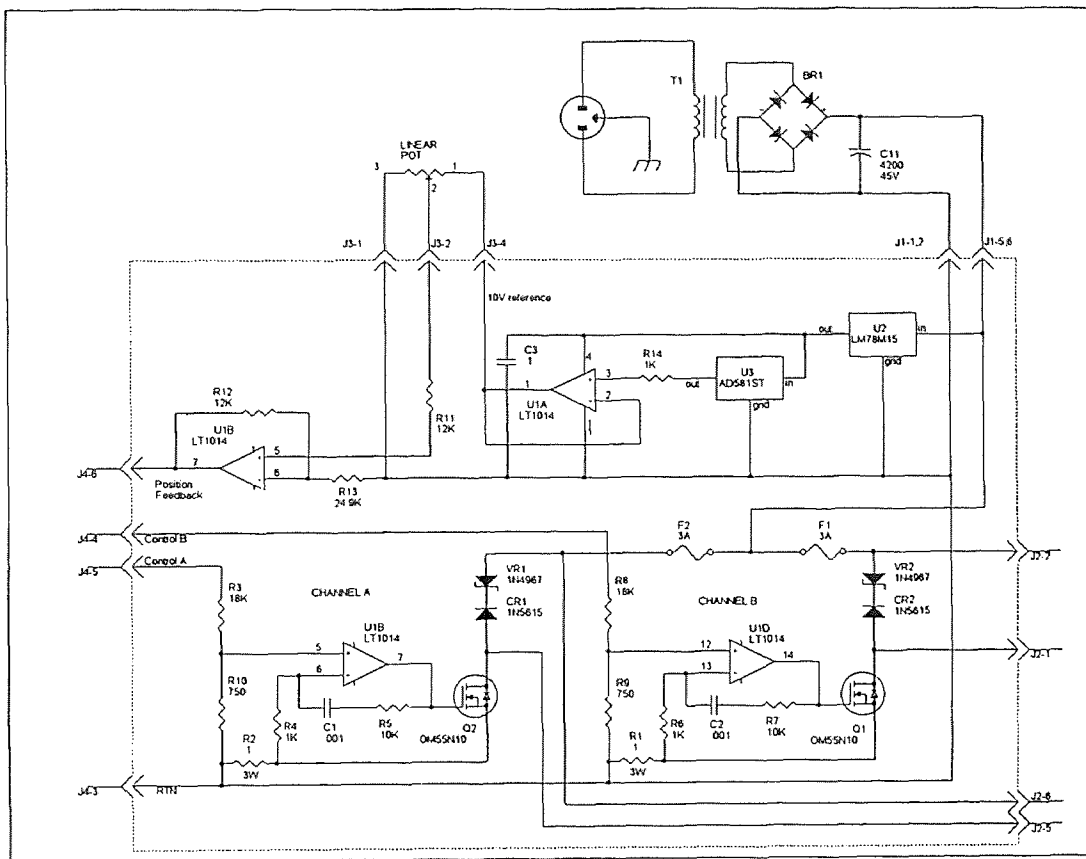 T1
BR1
C11
4200
45V
LINEAR
POT
3
1
2
J3-1
J3-2
J3-4
J1-1,2
J1-5,6
10V reference
out
U2
LM78M15
in
gnd
C3
1
4
R14
1K
3
out
U3
AD581ST
in
gnd
1
2
U1A
LT1014
R12
12K
U1B
LT1014
R11
12K
5
7
6
J4-6
Position
Feedback
R13
24.9K
J4-4
Control B
J4-5
Control A
F2
3A
F1
3A
J2-2
R3
18K
CHANNEL A
VR1
1N4967
CR1
1N5615
R8
18K
CHANNEL B
VR2
1N4967
CR2
1N5615
U1B
LT1014
5
7
6
U1D
LT1014
12
14
13
J2-1
R10
750
R4
1K
C1
001
R5
10K
Q2
OM55N10
R9
750
R6
1K
C2
001
R7
10K
Q1
OM55N10
R2
1
3W
R1
1
3W
J4-3
RTN
J2-6
J2-5